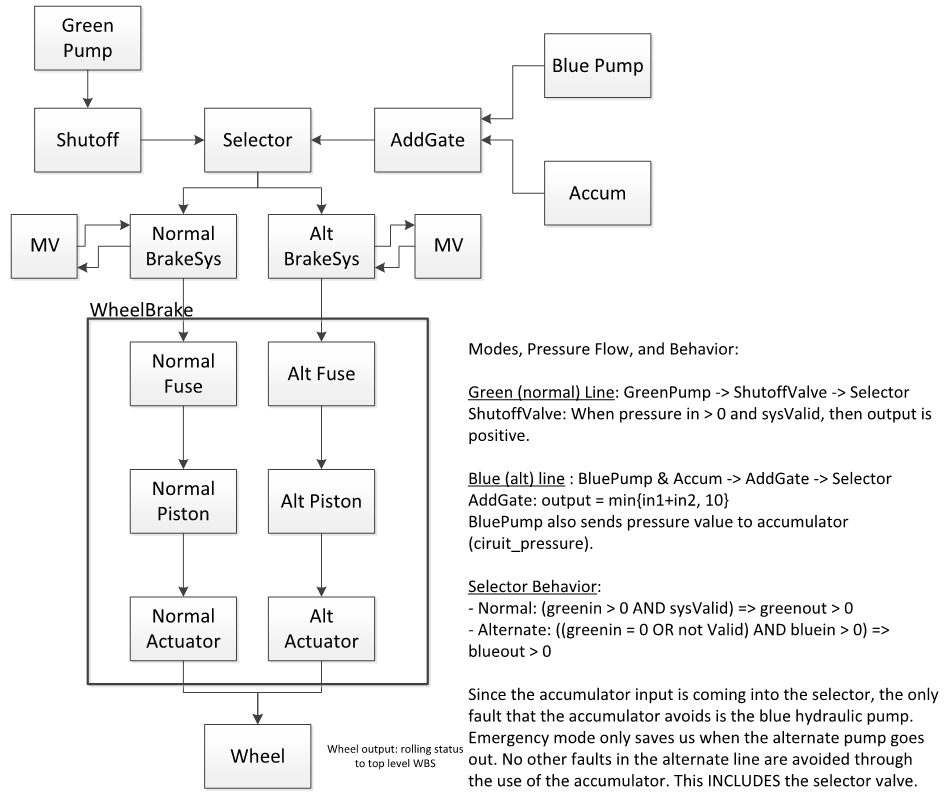 Green
Pump
Blue Pump
Shutoff
Selector
AddGate
Accum
MV
Normal
BrakeSys
Alt
BrakeSys
MV
WheelBrake
Normal
Fuse
Alt Fuse
Normal
Piston
Alt Piston
Normal
Actuator
Alt
Actuator
Wheel
Wheel output: rolling status
to top level WBS
Modes, Pressure Flow, and Behavior:
Green (normal) Line: GreenPump -> ShutoffValve -> Selector
ShutoffValve: When pressure in > 0 and sysValid, then output is
positive.
Blue (alt) line : BluePump & Accum -> AddGate -> Selector
AddGate: output = min{in1+in2, 10}
BluePump also sends pressure value to accumulator
(ciruit_pressure).
Selector Behavior:
- Normal: (greenin > 0 AND sysValid) => greenout > 0
- Alternate: ((greenin = 0 OR not Valid) AND bluein > 0) =>
blueout > 0
Since the accumulator input is coming into the selector, the only
fault that the accumulator avoids is the blue hydraulic pump.
Emergency mode only saves us when the alternate pump goes
out. No other faults in the alternate line are avoided through
the use of the accumulator. This INCLUDES the selector valve.